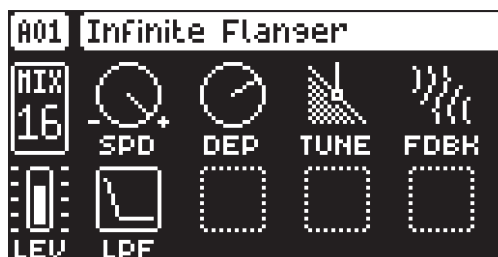 A01 Infinite Flanger
MIX
16
- +
SPD DEP TUNE FDBK
LEV LPF